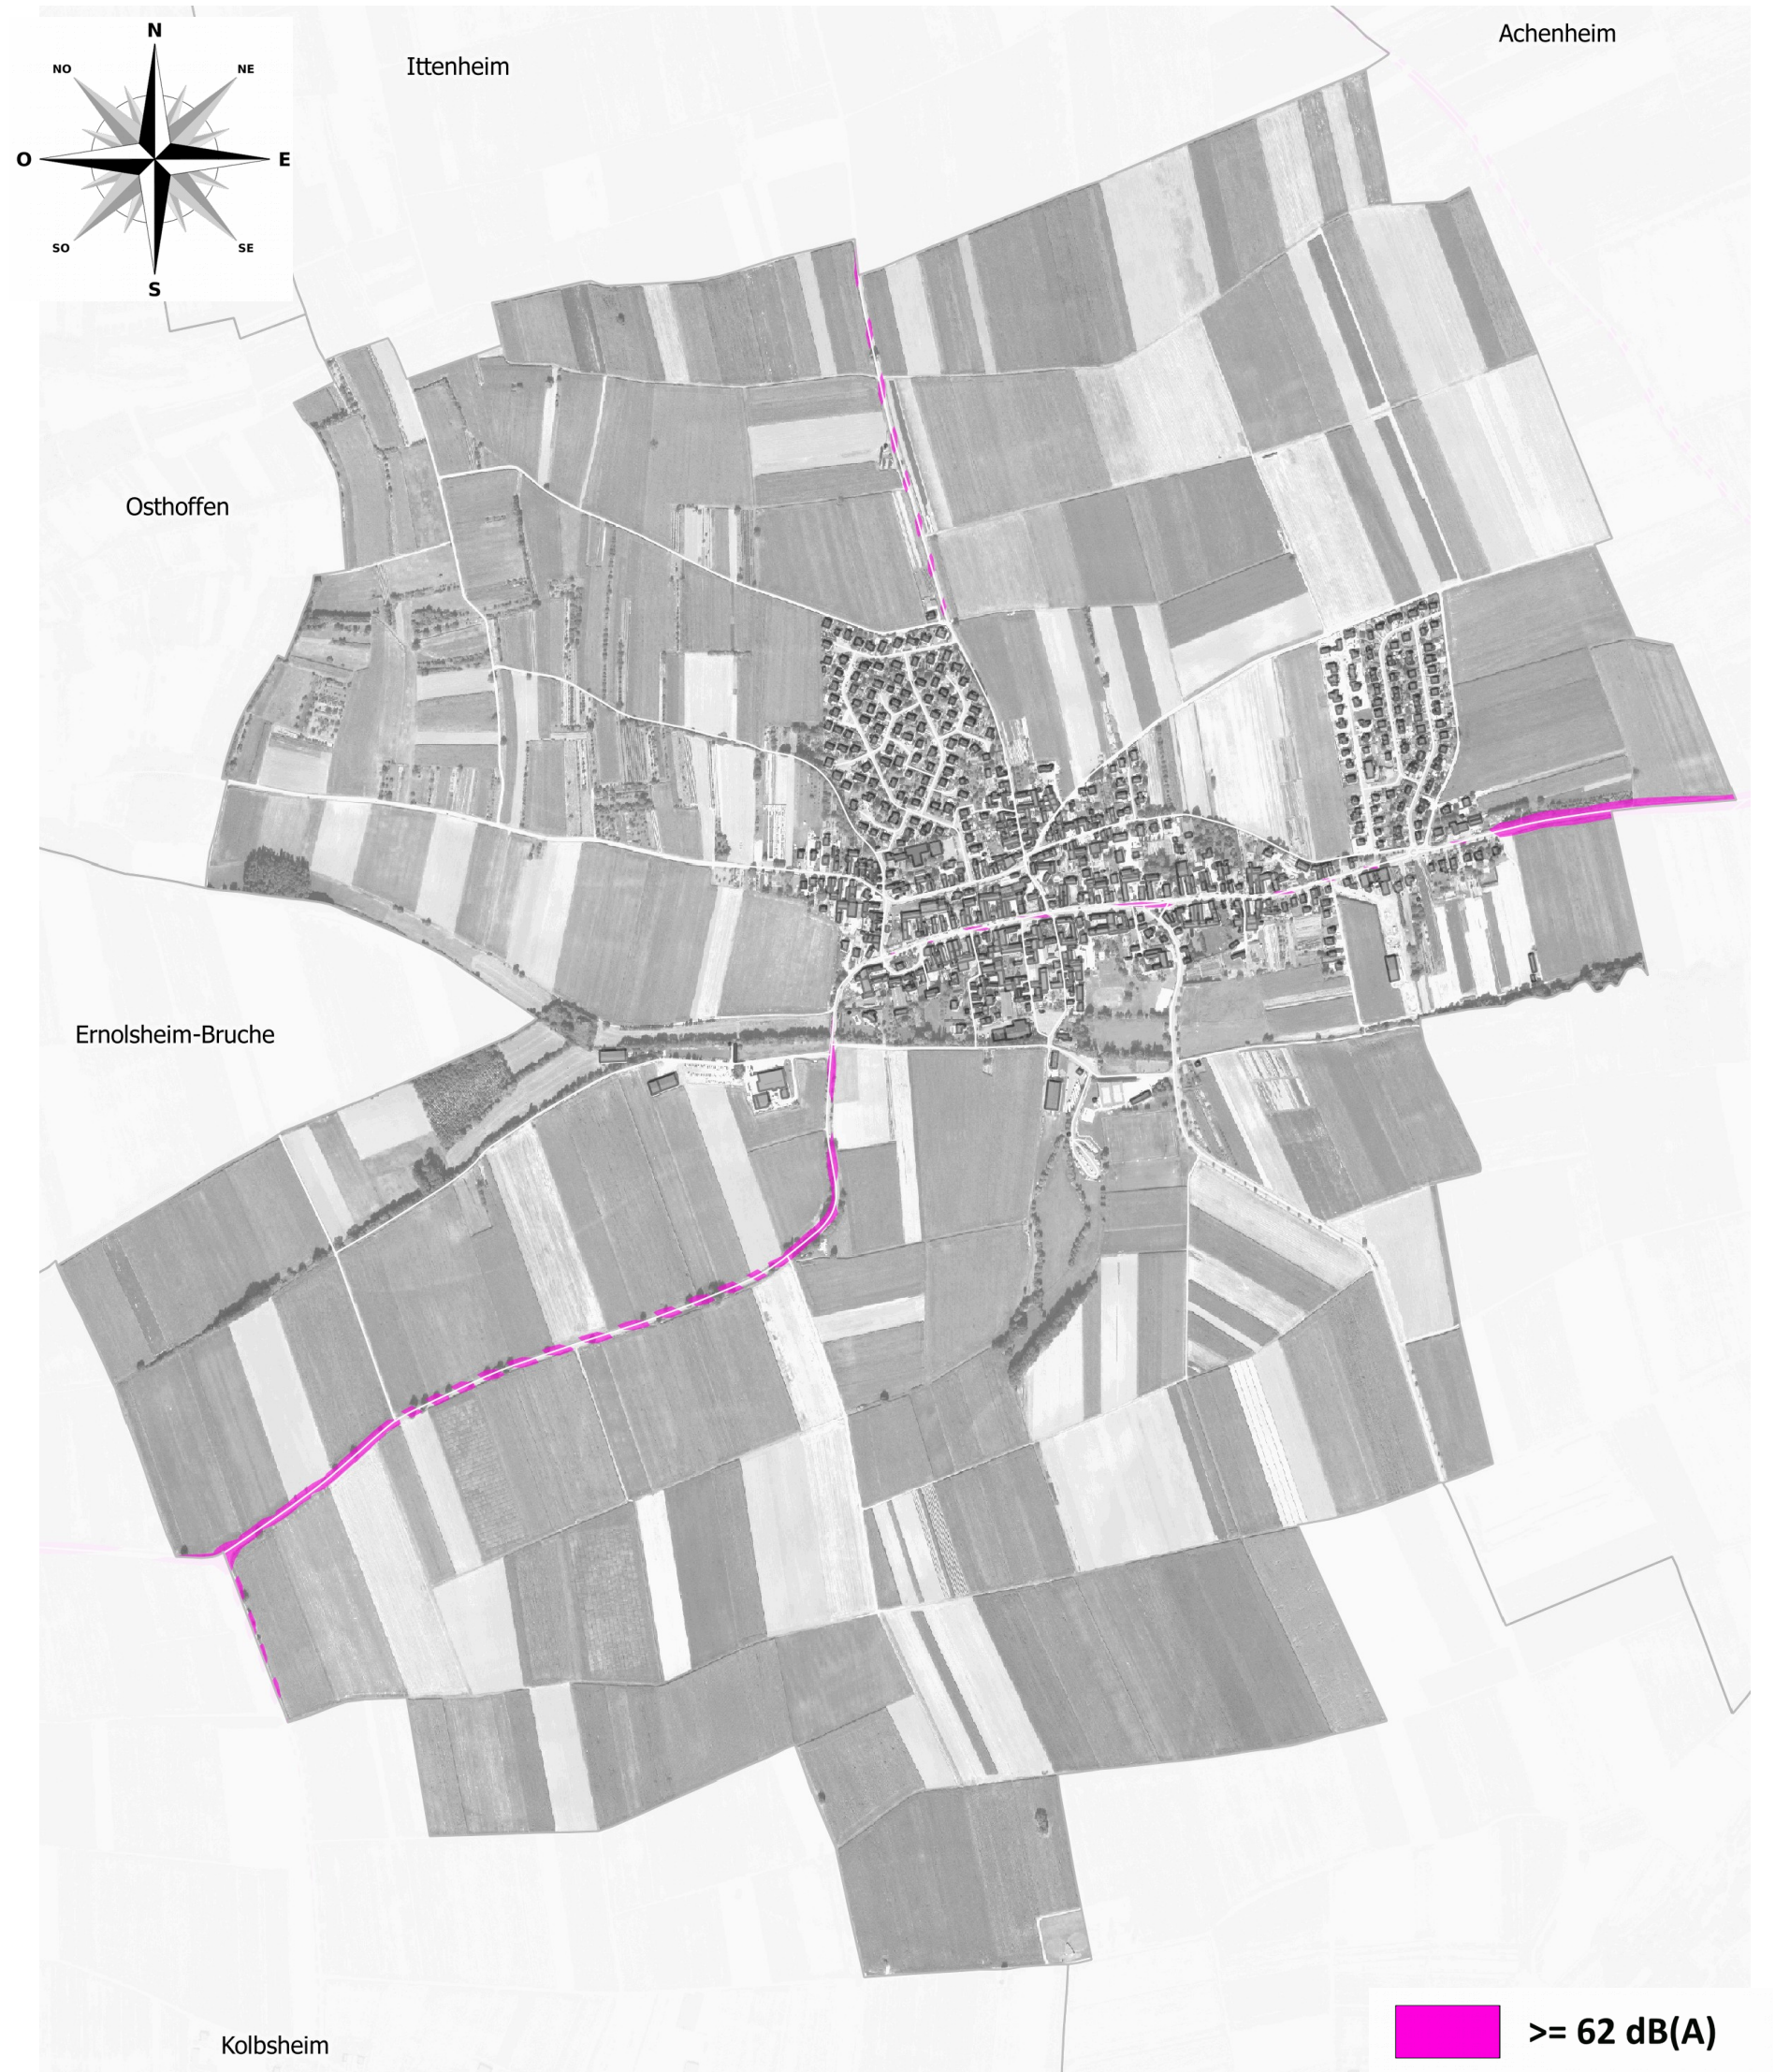 Achenheim
N
Ittenheim
NO
NE
O
E
SO
SE
S
Osthoffen
Ernolsheim-Bruche
>= 62 dB(A)
Kolbsheim